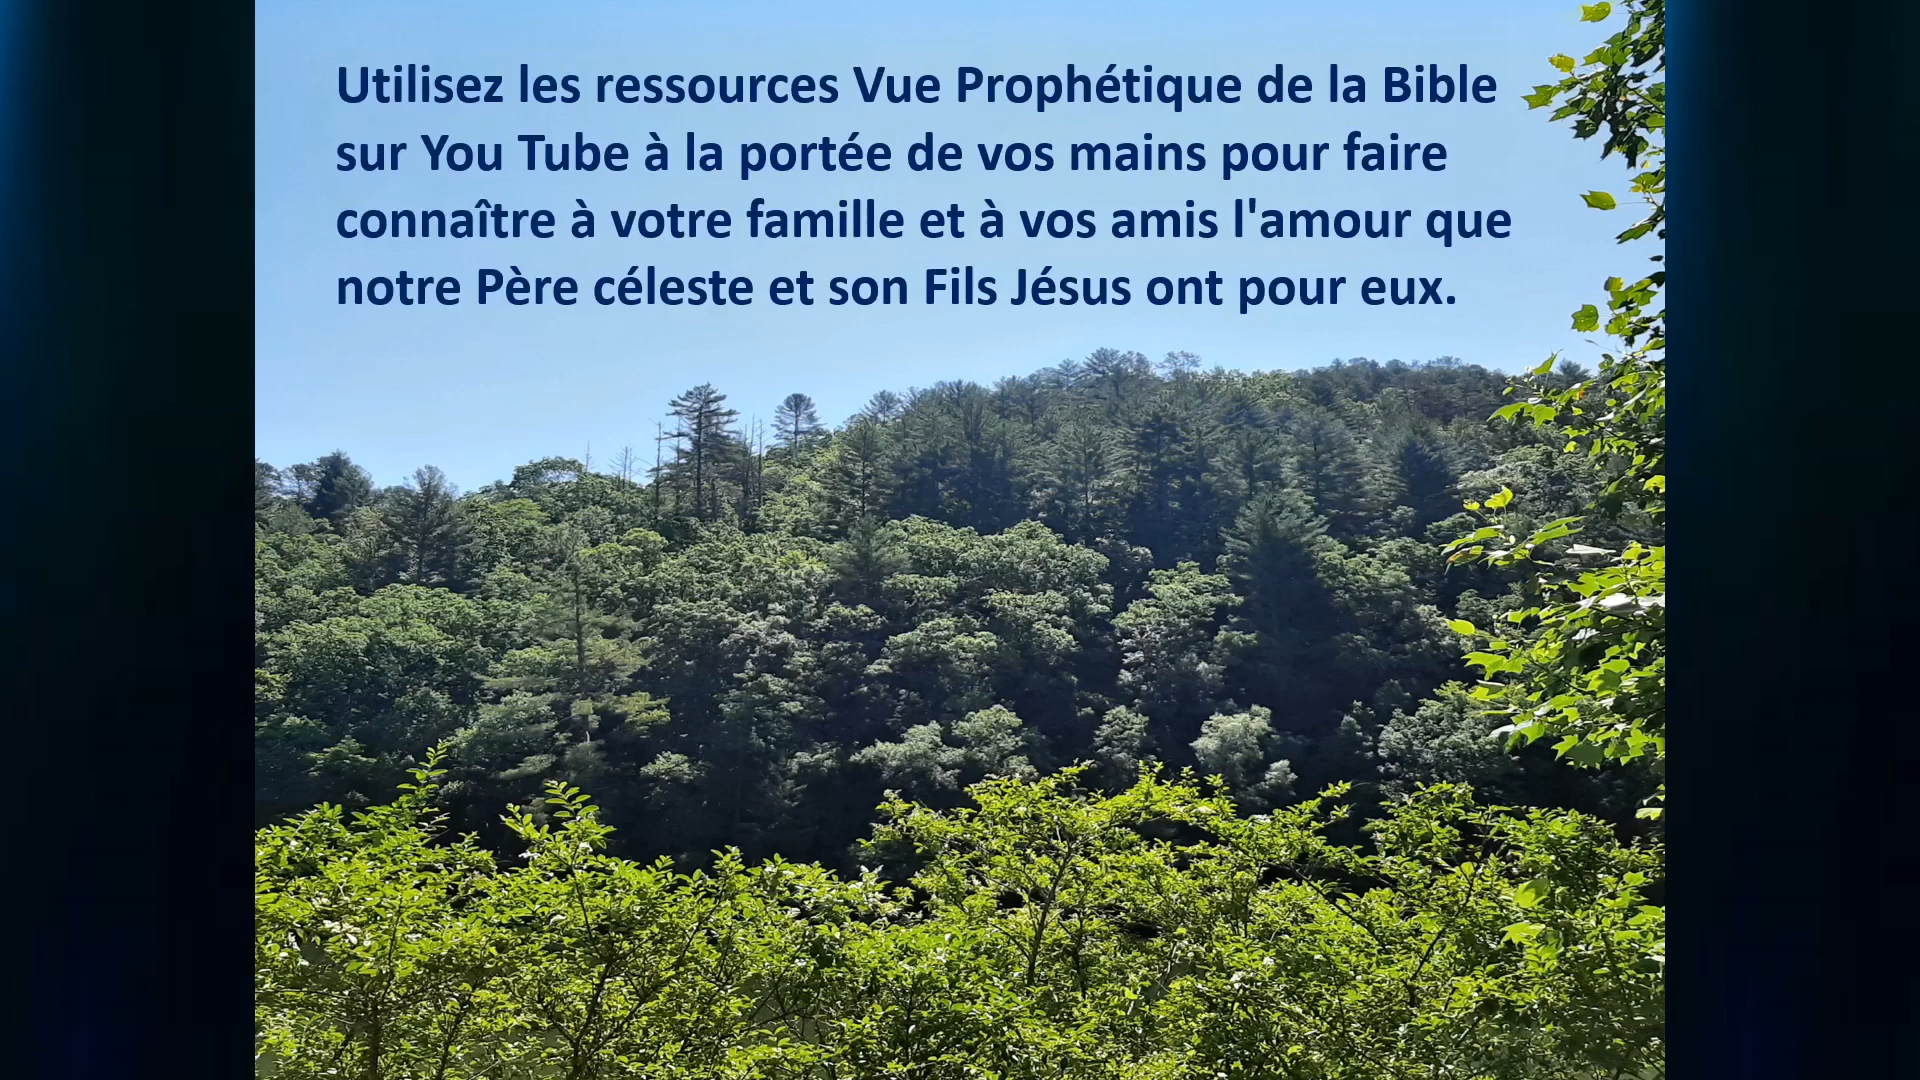 Utilisez les ressources Vue Prophétique de la Bible
sur You Tube à la portée de vos mains pour faire
connaître à votre famille et à vos amis l'amour que
notre Père céleste et son Fils Jésus ont pour eux.